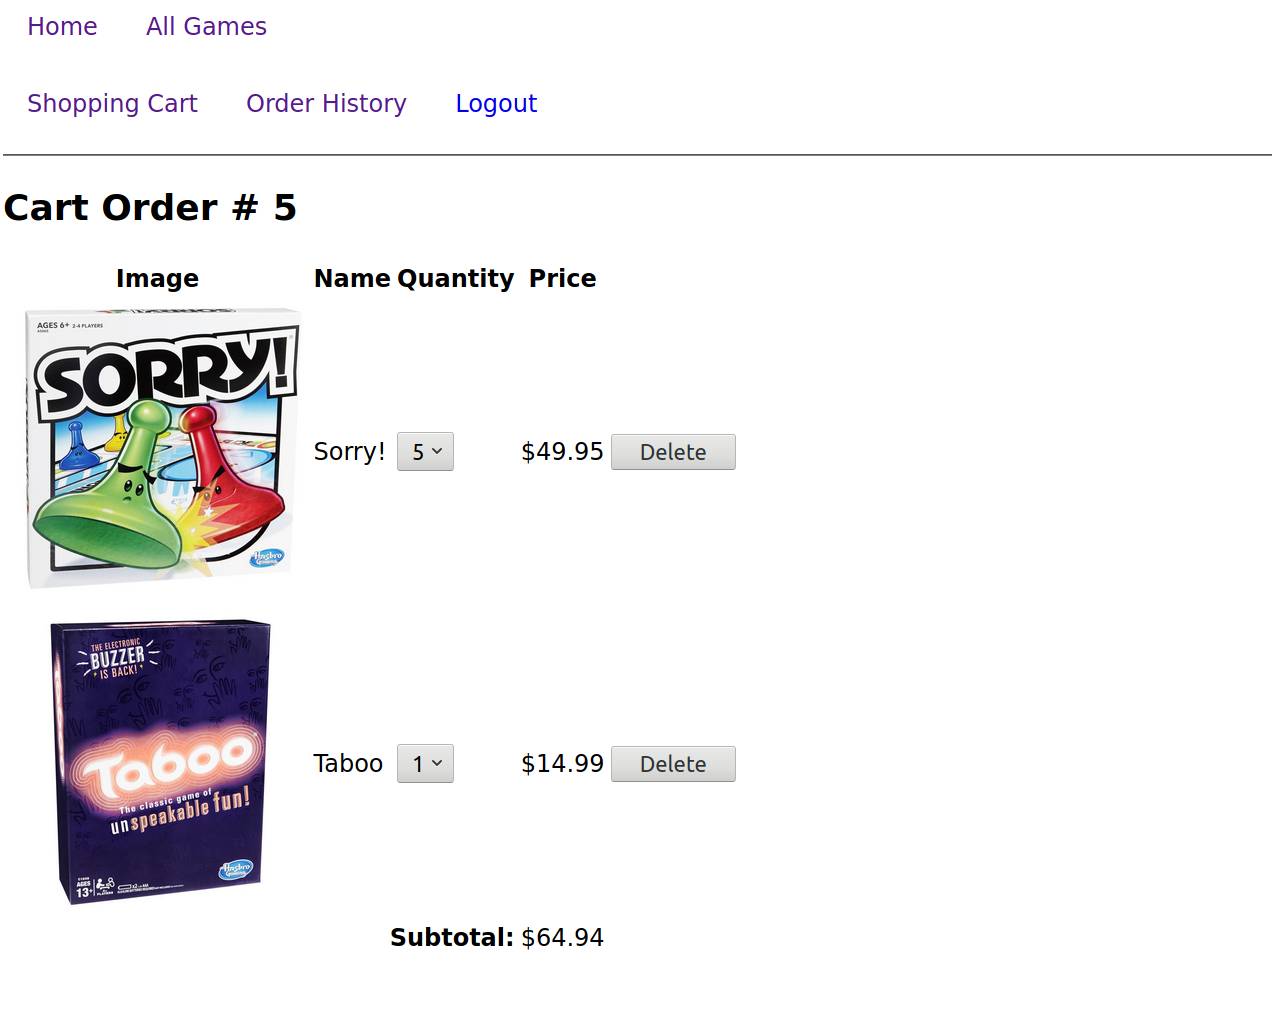 Home All Games
Shopping Cart Order History Logout
Cart Order # 5
Image Name Quantity Price
AGES 6+ 2-4 PLAYERS
SORRY!
Hasbro
Gaming
Sorry! 5 $49.95 Delete
THE ELECTRONIC
BUZZER
IS BACK!
Taboo
The classic game of
unspeakable fun!
Hasbro
Gaming
AGES
13+
PLAYERS
Taboo 1 $14.99 Delete
Subtotal: $64.94